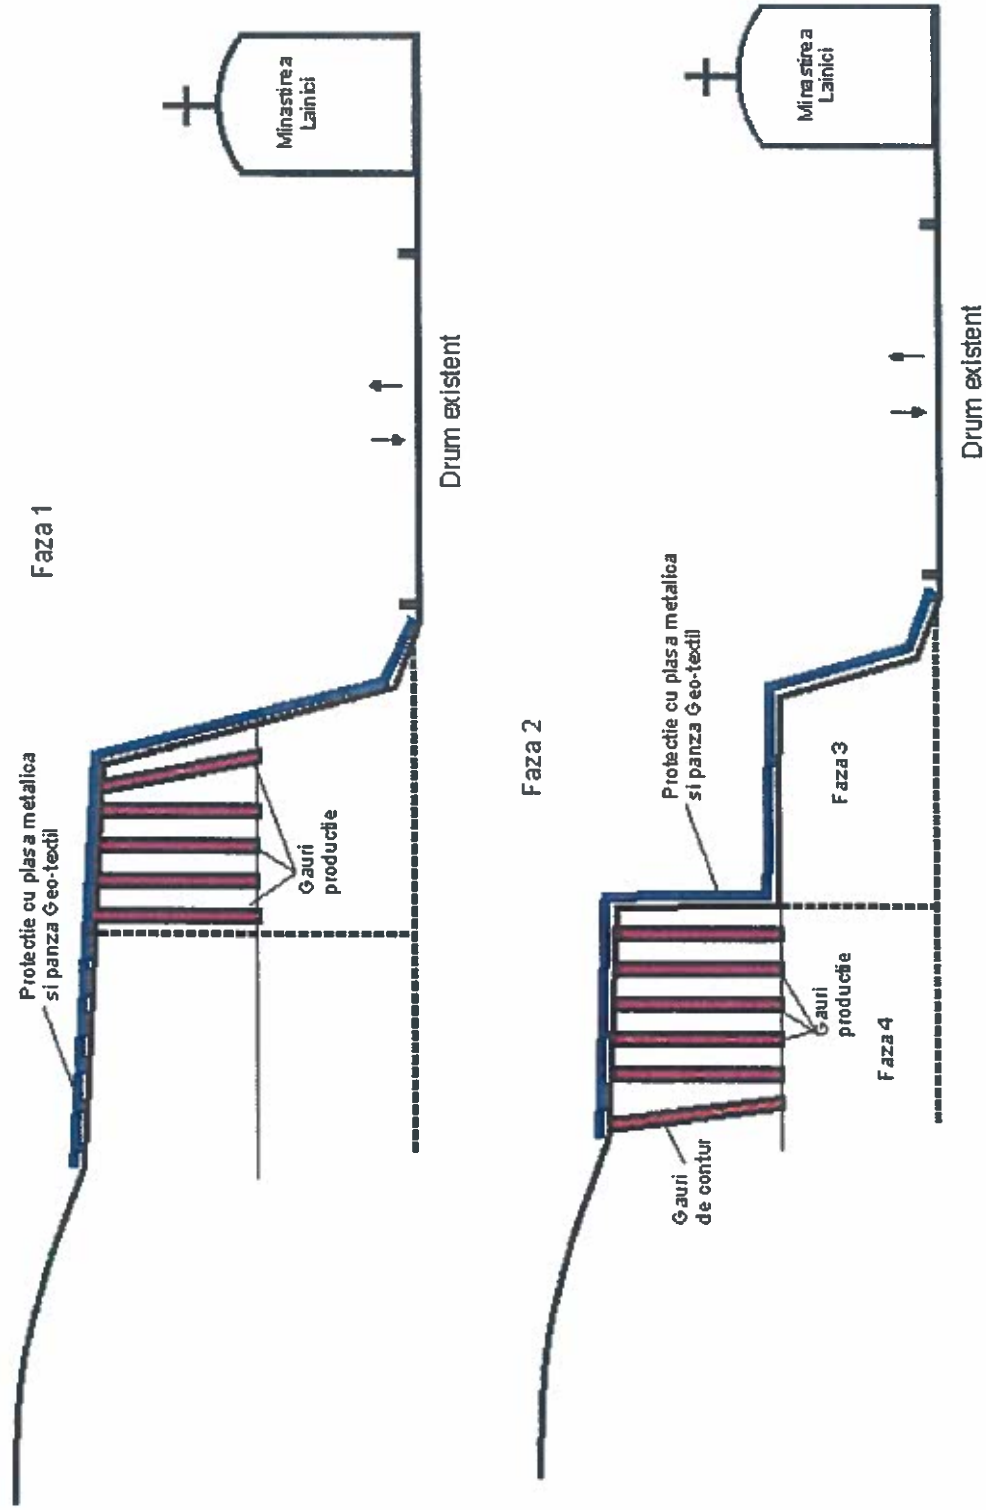 Faza 1
Protectie cu plasa metalica
si panza Geo-textil
Gauri
productie
Minastirea
Lainici
Drum existent
Faza 2
Protectie cu plasa metalica
si panza Geo-textil
Gauri
de contur
Gauri
productie
Faza 4
Faza 3
Minastirea
Lainici
Drum existent